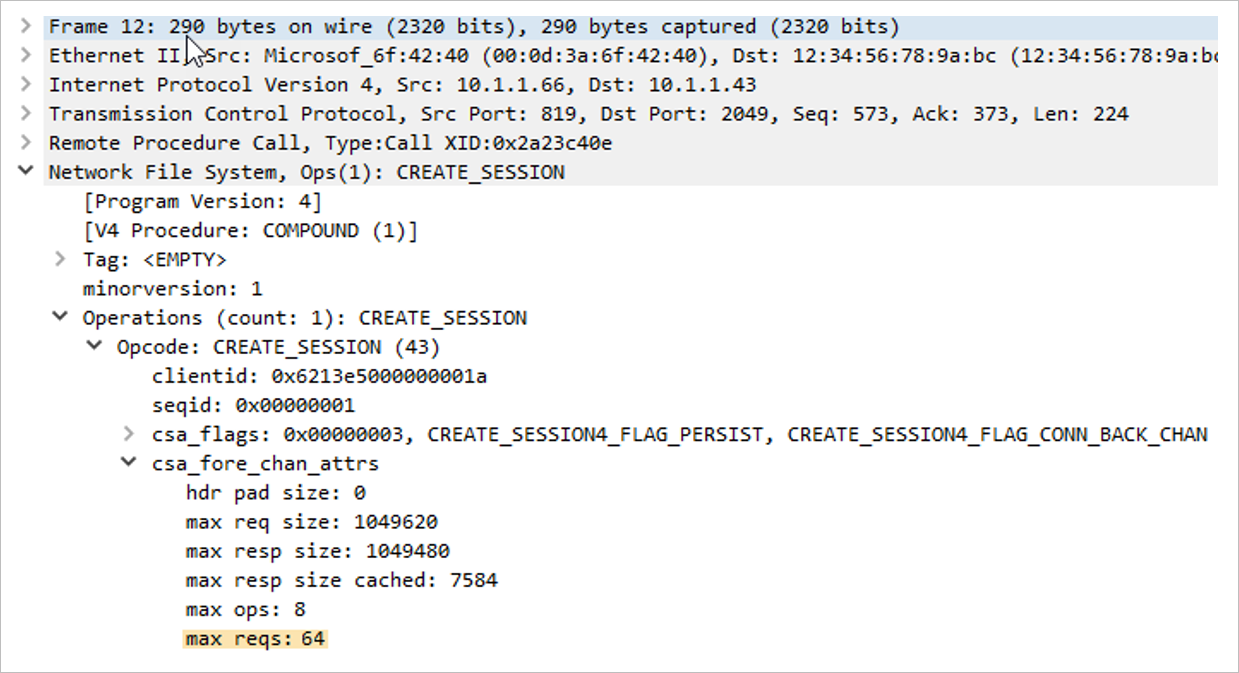 Frame 12: 290 bytes on wire (2320 bits), 290 bytes captured (2320 bits)
Ethernet II, Src: Microsof_6f:42:40 (00:0d:3a:6f:42:40), Dst: 12:34:56:78:9a:bc (12:34:56:78:9a:bc
Internet Protocol Version 4, Src: 10.1.1.66, Dst: 10.1.1.43
Transmission Control Protocol, Src Port: 819, Dst Port: 2049, Seq: 573, Ack: 373, Len: 224
Remote Procedure Call, Type:Call XID:0x2a23c40e
Network File System, Ops(1): CREATE_SESSION
[Program Version: 4]
[V4 Procedure: COMPOUND (1)]
Tag: <EMPTY>
minorversion: 1
Operations (count: 1): CREATE_SESSION
Opcode: CREATE_SESSION (43)
clientid: 0x6213e5000000001a
seqid: 0x00000001
csa_flags: 0x00000003, CREATE_SESSION4_FLAG_PERSIST, CREATE_SESSION4_FLAG_CONN_BACK_CHAN
csa_fore_chan_attrs
hdr pad size: 0
max req size: 1049620
max resp size: 1049480
max resp size cached: 7584
max ops: 8
max reqs: 64